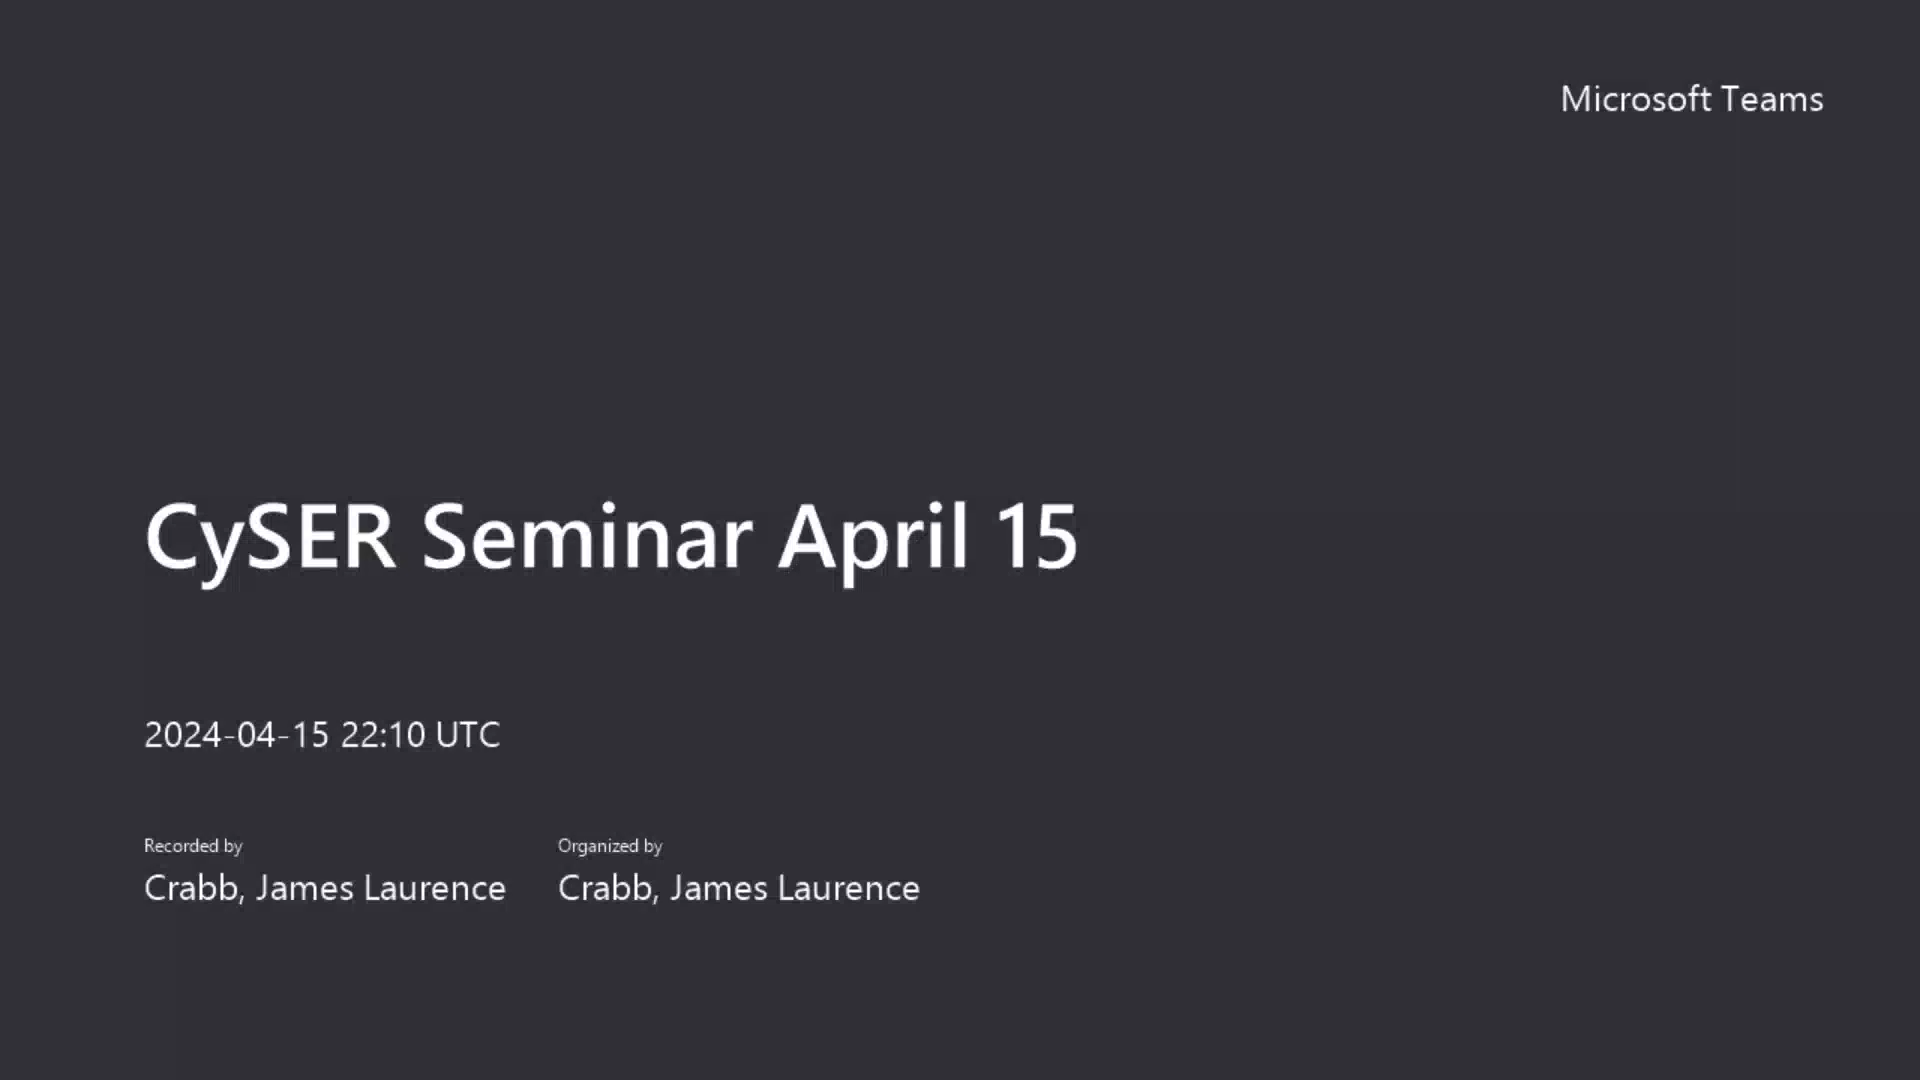 Microsoft Teams
CySER Seminar April 15
2024-04-15 22:10 UTC
Recorded by
Crabb, James Laurence
Organized by
Crabb, James Laurence